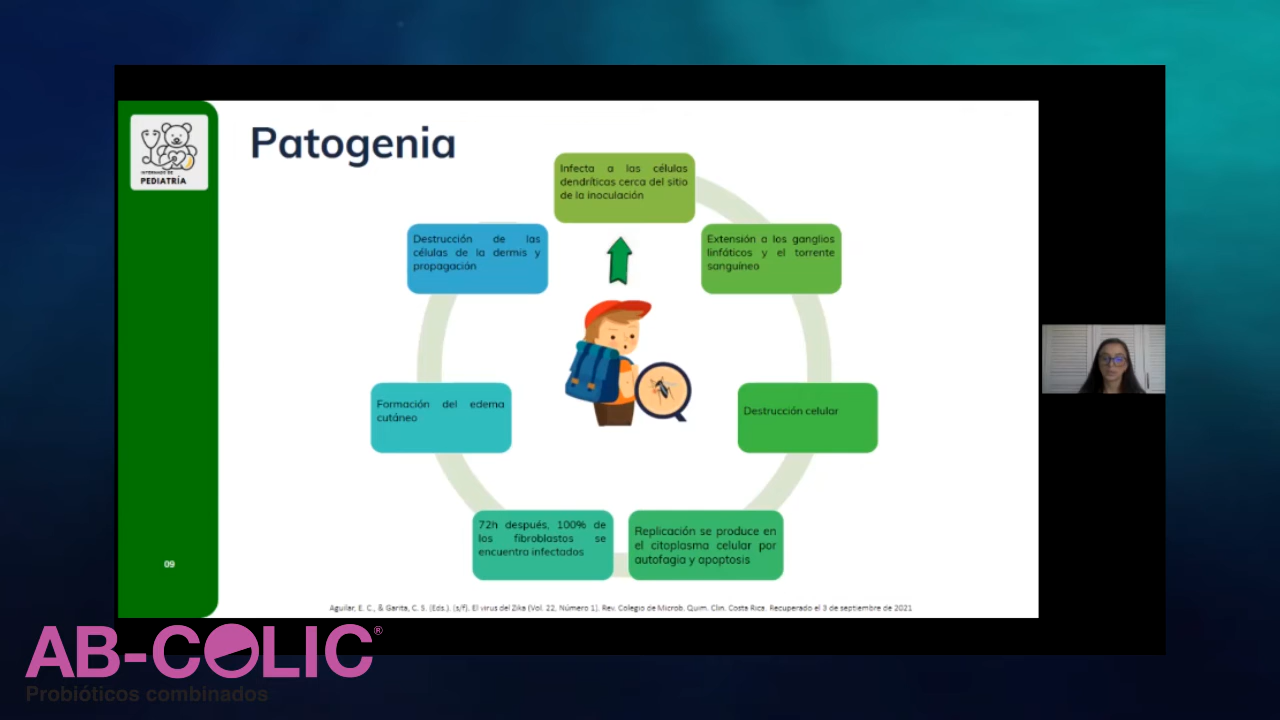 INTERNADO DE
PEDIATRÍA
Patogenia
Infecta a las células
dendríticas cerca del sitio
de la inoculación
Extensión a los ganglios
linfáticos y el torrente
sanguíneo
Destrucción celular
Replicación se produce en
el citoplasma celular por
autofagia y apoptosis
72h después, 100% de
los fibroblastos se
encuentra infectados
Formación del edema
cutáneo
Destrucción de las
células de la dermis y
propagación
09
Aguilar, E. C., & Garita, C. S. (Eds.). (s/f). El virus del Zika (Vol. 22, Número 1). Rev. Colegio de Microb. Quim. Clin. Costa Rica. Recuperado el 3 de septiembre de 2021
AB-COLIC®
Probióticos combinados